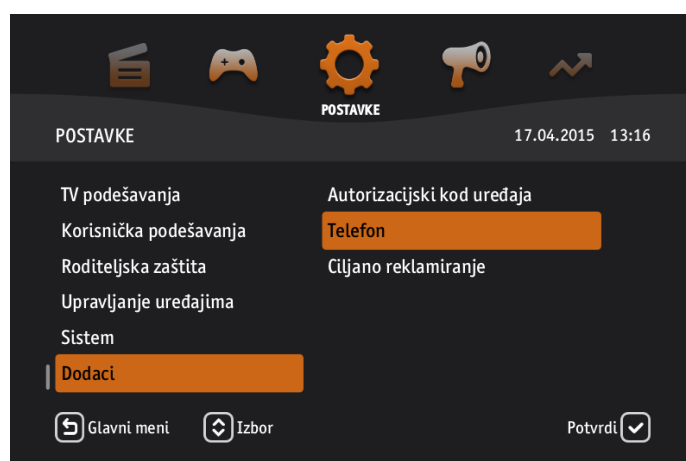 POSTAVKE
POSTAVKE 17.04.2015 13:16
TV podešavanja
Korisnička podešavanja
Roditeljska zaštita
Upravljanje uređajima
Sistem
Dodaci
Autorizacijski kod uređaja
Telefon
Ciljano reklamiranje
Glavni meni Izbor Potvrdi